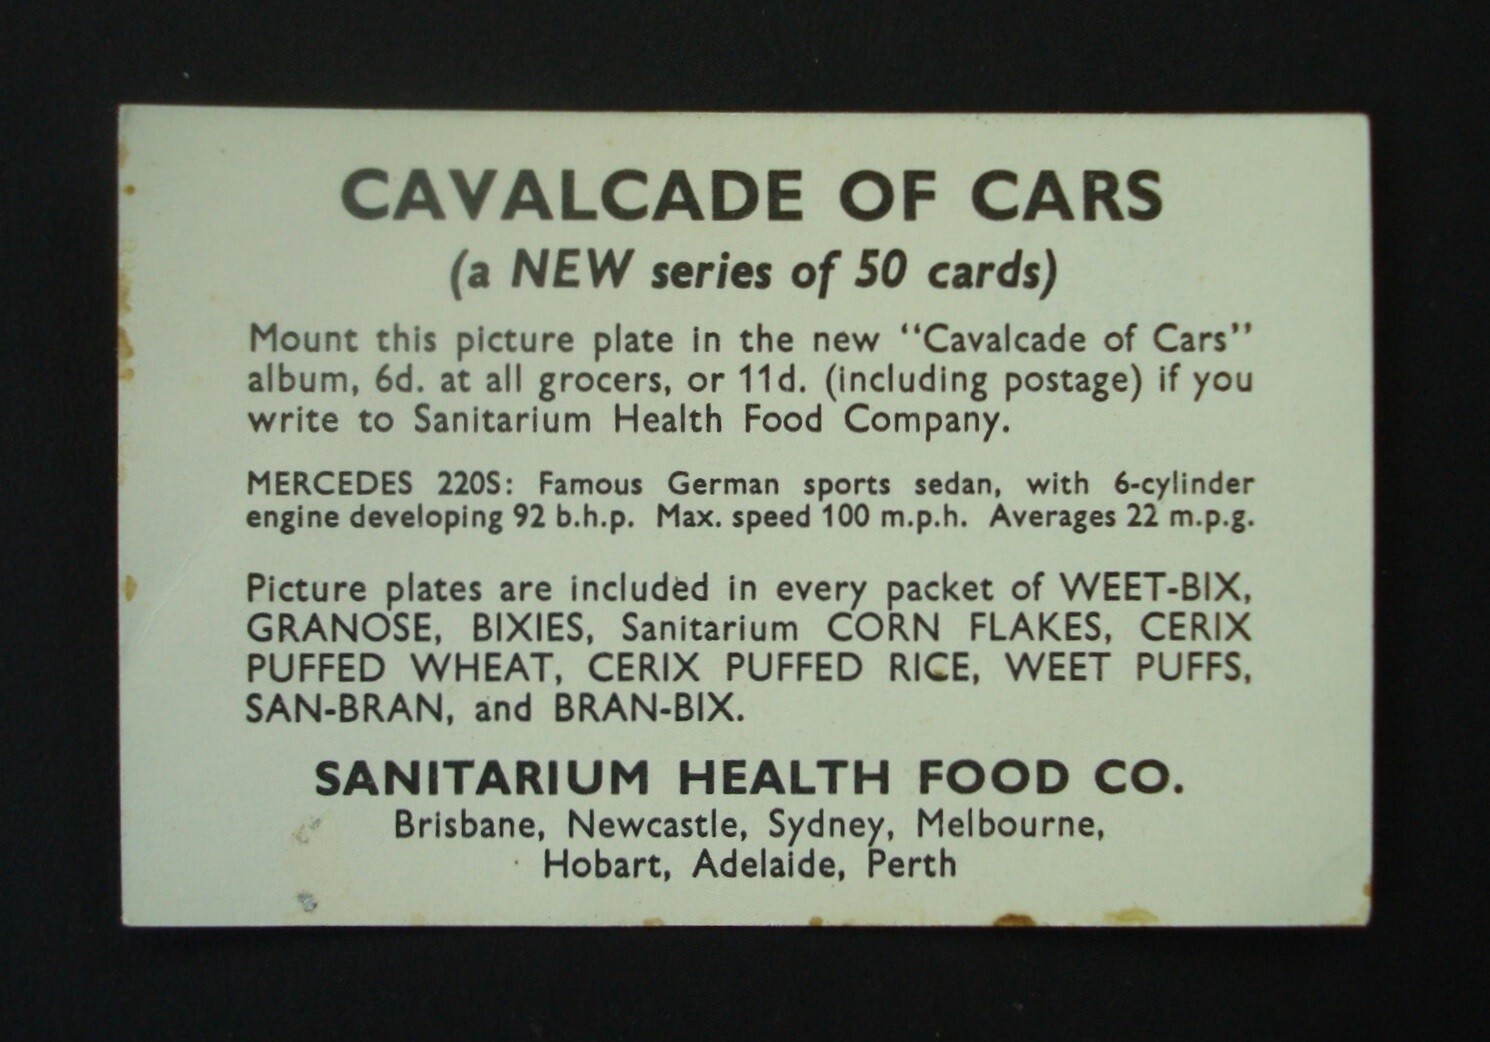 CAVALCADE OF CARS
(a NEW series of 50 cards)
Mount this picture plate in the new “Cavalcade of Cars”
album, 6d. at all grocers, or 11d. (including postage) if you
write to Sanitarium Health Food Company.
MERCEDES 220S: Famous German sports sedan, with 6-cylinder
engine developing 92 b.h.p. Max. speed 100 m.p.h. Averages 22 m.p.g.
Picture plates are included in every packet of WEET-BIX,
GRANOSE, BIXIES, Sanitarium CORN FLAKES, CERIX
PUFFED WHEAT, CERIX PUFFED RICE, WEET PUFFS,
SAN-BRAN, and BRAN-BIX.
SANITARIUM HEALTH FOOD CO.
Brisbane, Newcastle, Sydney, Melbourne,
Hobart, Adelaide, Perth